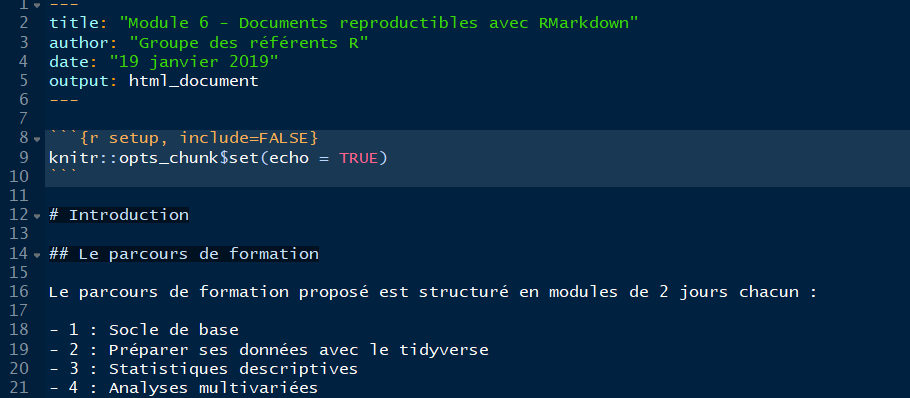 1 ---
2 title: "Module 6 - Documents reproductibles avec RMarkdown"
3 author: "Groupe des référents R"
4 date: "19 janvier 2019"
5 output: html_document
6 ---
7
8 ```{r setup, include=FALSE}
9 knitr::opts_chunk$set(echo = TRUE)
10 ```
11
12 # Introduction
13
14 ## Le parcours de formation
15
16 Le parcours de formation proposé est structuré en modules de 2 jours chacun :
17
18 - 1 : Socle de base
19 - 2 : Préparer ses données avec le tidyverse
20 - 3 : Statistiques descriptives
21 - 4 : Analyses multivariées